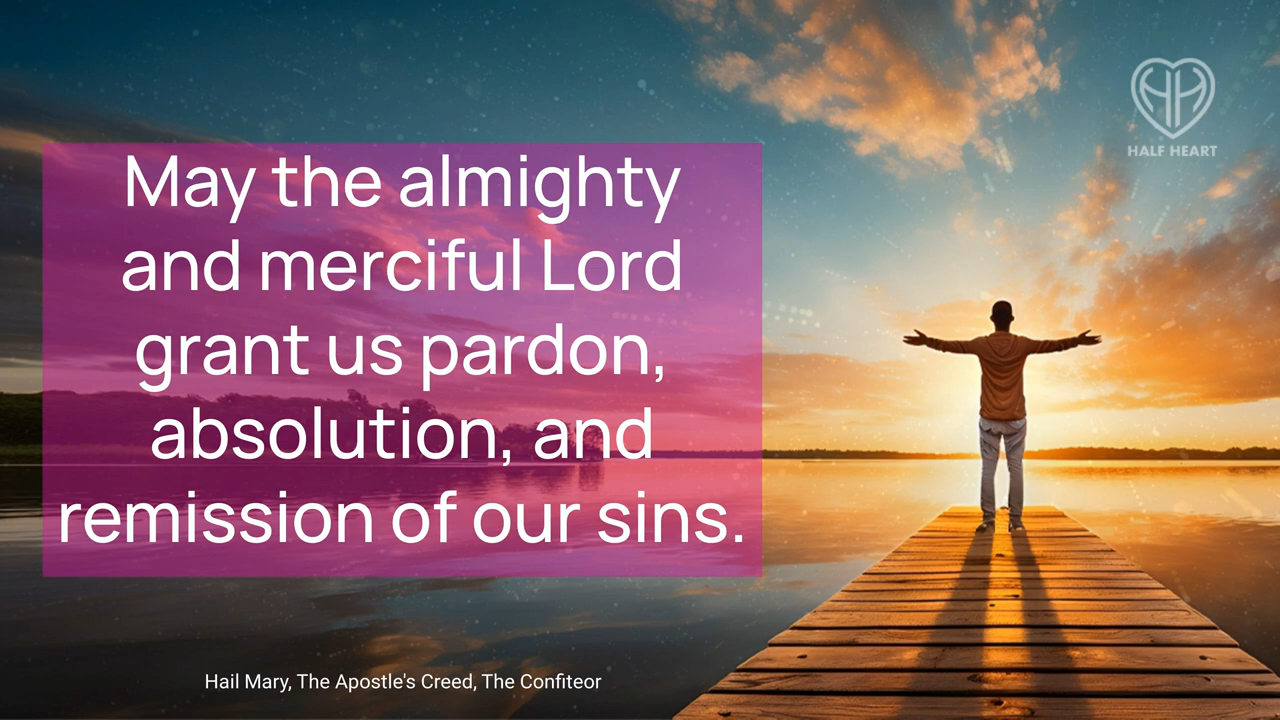 May the almighty
and merciful Lord
grant us pardon,
absolution, and
remission of our sins.
HALF HEART
Hail Mary, The Apostle's Creed, The Confiteor